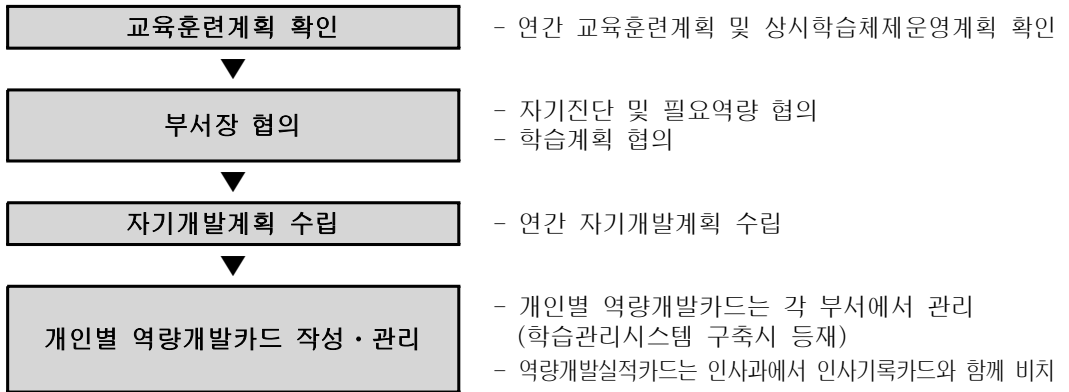 교육훈련계획 확인
- 연간 교육훈련계획 및 상시학습체제운영계획 확인
▼
부서장 협의
- 자기진단 및 필요역량 협의
- 학습계획 협의
▼
자기개발계획 수립
- 연간 자기개발계획 수립
▼
개인별 역량개발카드 작성·관리
- 개인별 역량개발카드는 각 부서에서 관리
(학습관리시스템 구축시 등재)
- 역량개발실적카드는 인사과에서 인사기록카드와 함께 비치